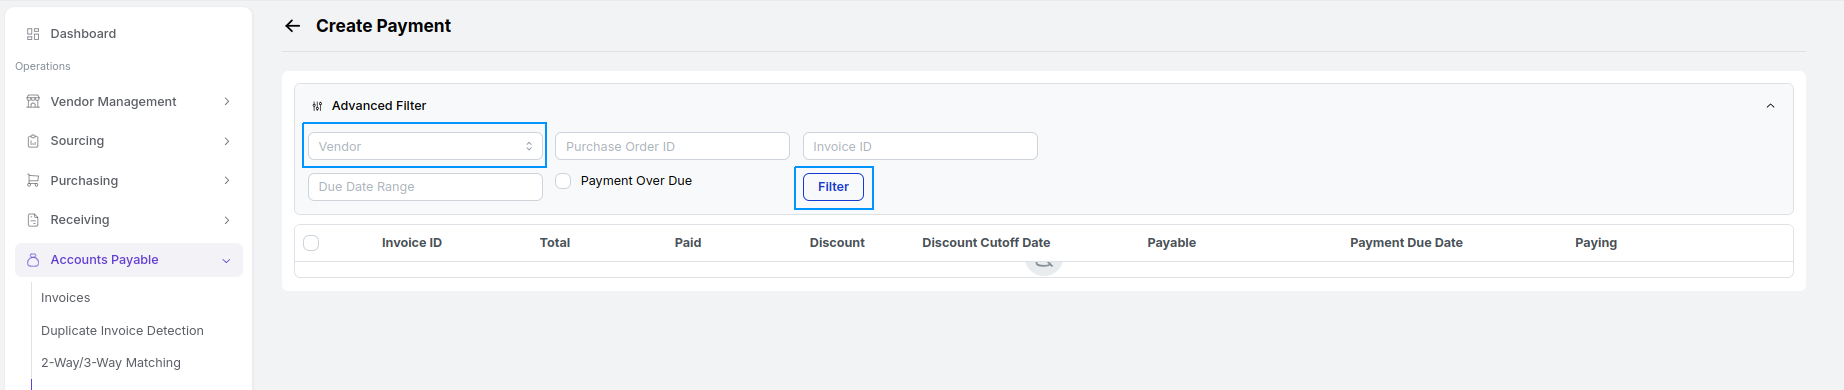 Dashboard
Operations
Vendor Management
Sourcing
Purchasing
Receiving
Accounts Payable
Invoices
Duplicate Invoice Detection
2-Way/3-Way Matching
Create Payment
Advanced Filter
Vendor
Purchase Order ID
Invoice ID
Due Date Range
Payment Over Due
Filter
Invoice ID Total Paid Discount Discount Cutoff Date Payable Payment Due Date Paying